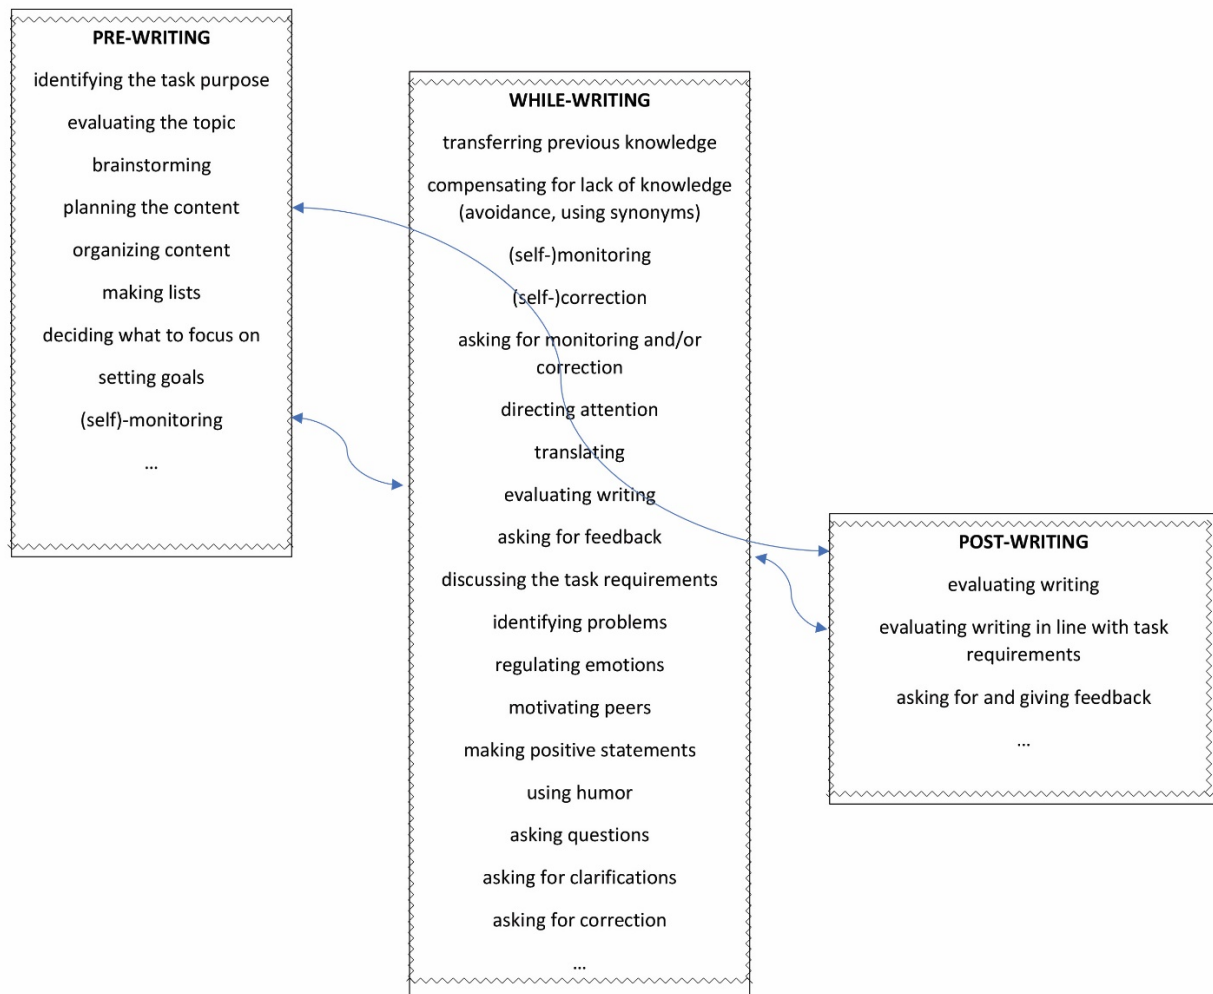 PRE-WRITING
identifying the task purpose
evaluating the topic
brainstorming
planning the content
organizing content
making lists
deciding what to focus on
setting goals
(self)-monitoring
...
WHILE-WRITING
transferring previous knowledge
compensating for lack of knowledge
(avoidance, using synonyms)
(self-)monitoring
(self-)correction
asking for monitoring and/or
correction
directing attention
translating
evaluating writing
asking for feedback
discussing the task requirements
identifying problems
regulating emotions
motivating peers
making positive statements
using humor
asking questions
asking for clarifications
asking for correction
...
POST-WRITING
evaluating writing
evaluating writing in line with task
requirements
asking for and giving feedback
...